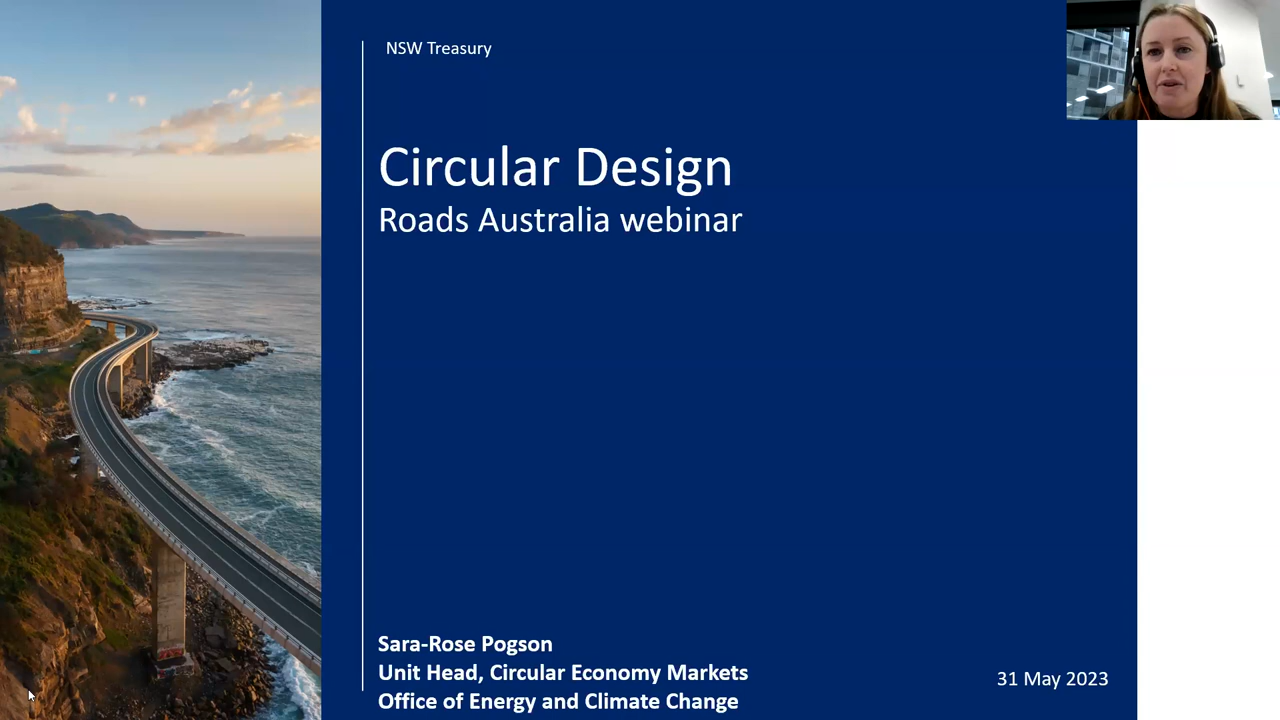 NSW Treasury
Circular Design
Roads Australia webinar
Sara-Rose Pogson
Unit Head, Circular Economy Markets
Office of Energy and Climate Change
31 May 2023